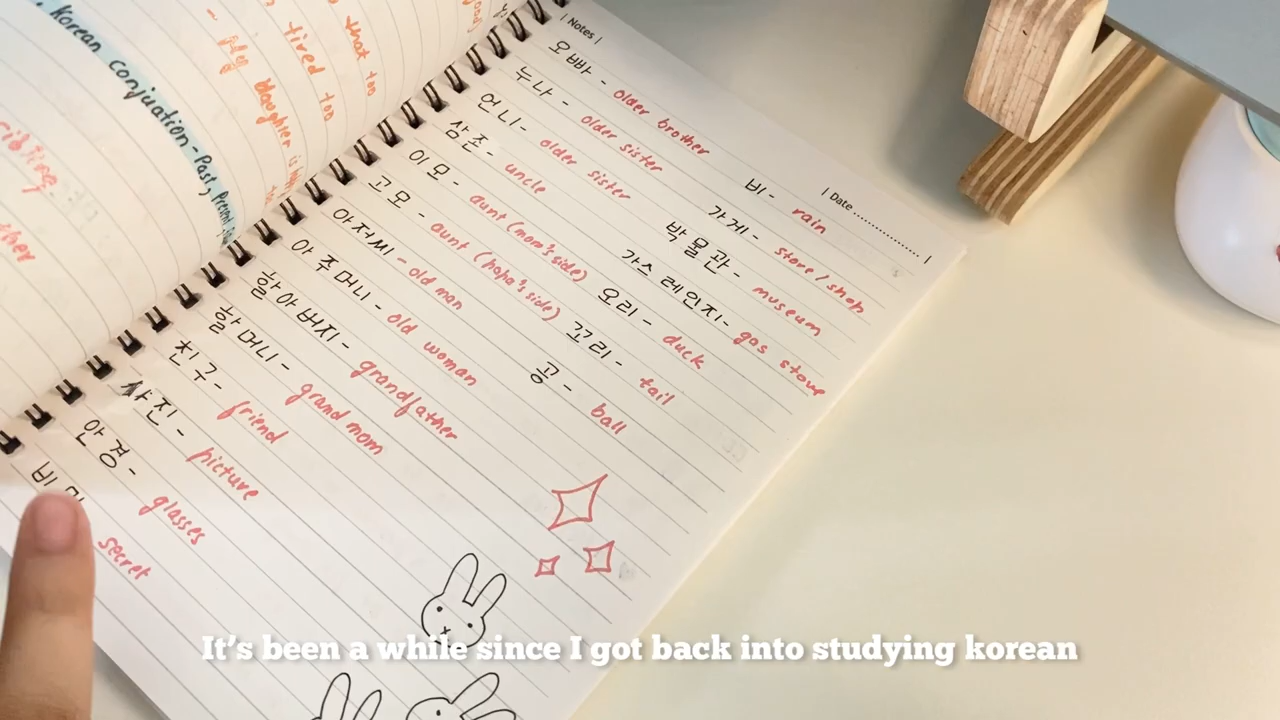 Korean conjuation - Past, Present
that too
tired too
my daughter
| Notes |
| Date .................. |
오빠 - older brother
누나 - older sister
언니 - older sister
삼촌 - uncle
이모 - aunt (mom's side)
고모 - aunt (papa's side)
아저씨 - old man
아주머니 - old woman
할아버지 - grandfather
할머니 - grand mom
친구 - friend
사진 - picture
안경 - glasses
비 secret
비 - rain
가게 - store / shop
박물관 - museum
가스레인지 - gas stove
오리 - duck
꼬리 - tail
공 - ball
It's been a while since I got back into studying korean